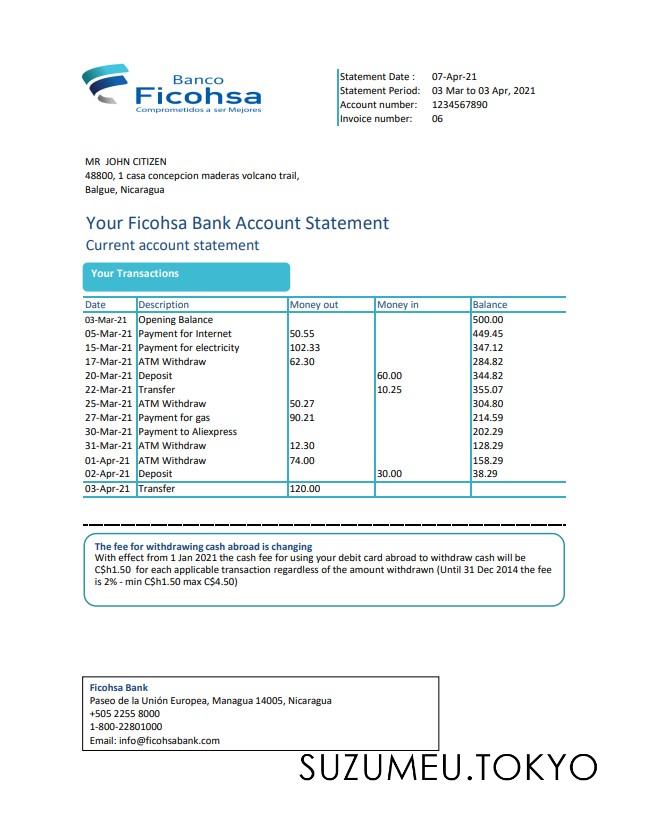 Banco
Ficohsa
Comprometidos a ser Mejores
Statement Date : 07-Apr-21
Statement Period: 03 Mar to 03 Apr, 2021
Account number: 1234567890
Invoice number: 06
MR JOHN CITIZEN
48800, 1 casa concepcion maderas volcano trail,
Balgue, Nicaragua
Your Ficohsa Bank Account Statement
Current account statement
Your Transactions
Date Description Money out Money in Balance
03-Mar-21 Opening Balance 500.00
05-Mar-21 Payment for Internet 50.55 449.45
15-Mar-21 Payment for electricity 102.33 347.12
17-Mar-21 ATM Withdraw 62.30 284.82
20-Mar-21 Deposit 60.00 344.82
22-Mar-21 Transfer 10.25 355.07
25-Mar-21 ATM Withdraw 50.27 304.80
27-Mar-21 Payment for gas 90.21 214.59
30-Mar-21 Payment to Aliexpress 202.29
31-Mar-21 ATM Withdraw 12.30 128.29
01-Apr-21 ATM Withdraw 74.00 158.29
02-Apr-21 Deposit 30.00 38.29
03-Apr-21 Transfer 120.00
The fee for withdrawing cash abroad is changing
With effect from 1 Jan 2021 the cash fee for using your debit card abroad to withdraw cash will be
C$h1.50 for each applicable transaction regardless of the amount withdrawn (Until 31 Dec 2014 the fee
is 2% - min C$h1.50 max C$4.50)
Ficohsa Bank
Paseo de la Unión Europea, Managua 14005, Nicaragua
+505 2255 8000
1-800-22801000
Email: info@ficohsabank.com
SUZUMEU.TOKYO